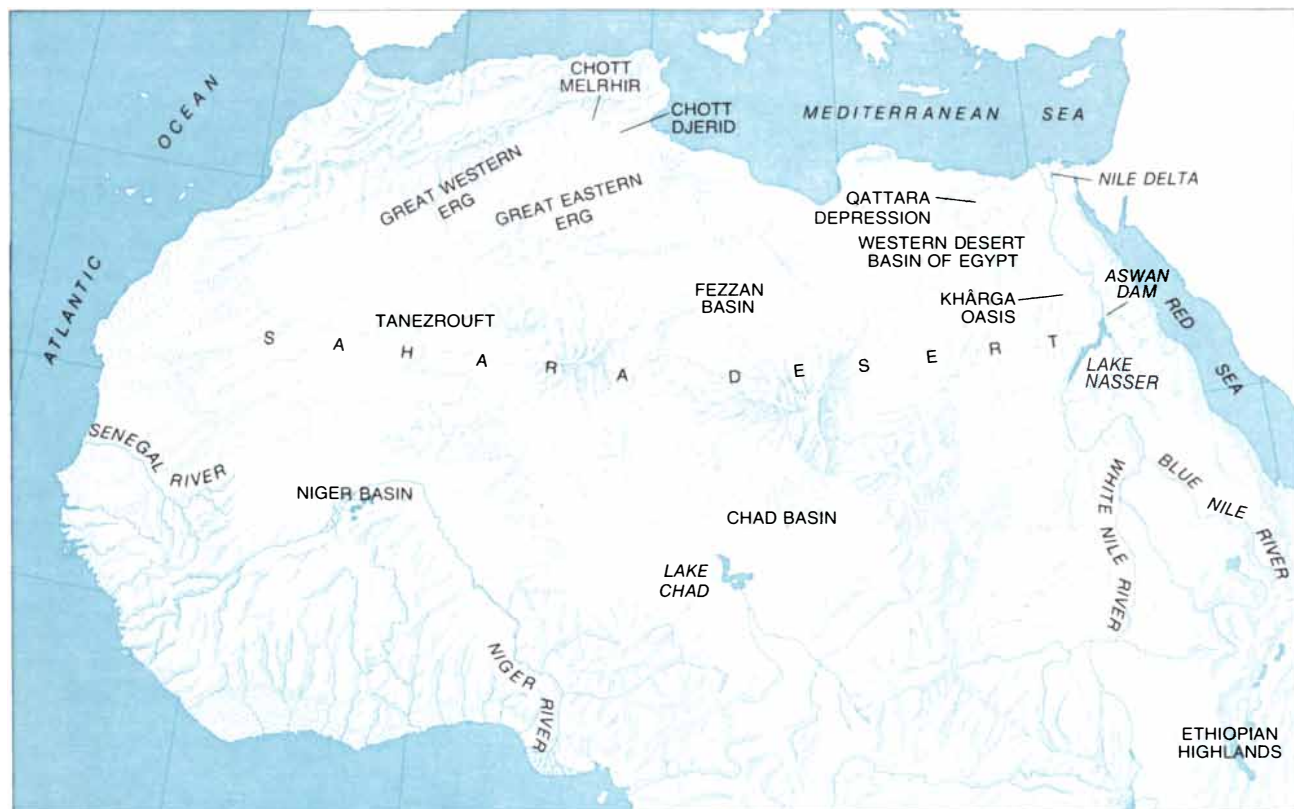 ATLANTIC
OCEAN
CHOTT
MELRHIR
CHOTT
DJERID
MEDITERRANEAN SEA
GREAT WESTERN
ERG
GREAT EASTERN
ERG
QATTARA
DEPRESSION
NILE DELTA
WESTERN DESERT
BASIN OF EGYPT
FEZZAN
BASIN
KHÂRGA
OASIS
ASWAN
DAM
RED
SEA
TANEZROUFT
SAHARA DESERT
LAKE
NASSER
SENEGAL
RIVER
NIGER BASIN
CHAD BASIN
WHITE NILE RIVER
BLUE NILE RIVER
LAKE
CHAD
NIGER
RIVER
ETHIOPIAN
HIGHLANDS